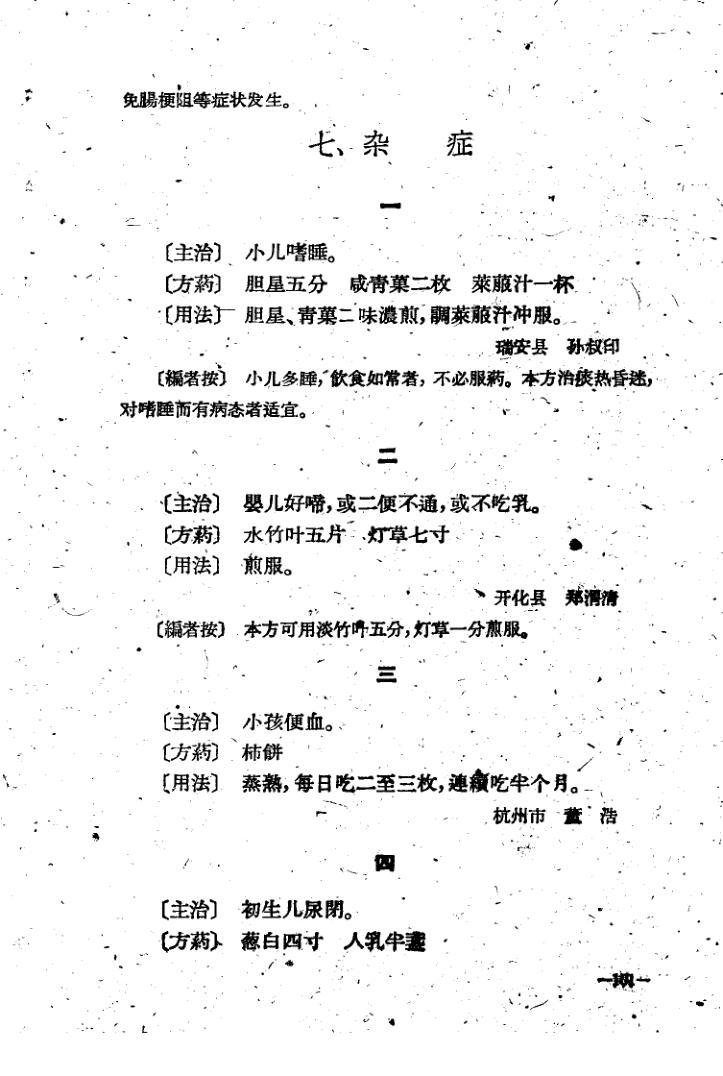 免腸梗阻等症状发生。
七、杂　　症
一
〔主治〕　小儿嗜睡。
〔方葯〕　胆星五分　咸青菓二枚　萊菔汁一杯
〔用法〕　胆星、青菓二味濃煎，調萊菔汁冲服。
瑞安县　孙叔印
〔編者按〕　小儿多睡，飲食如常者，不必服葯。本方治痰热昏迷，
对嗜睡而有病态者适宜。
二
〔主治〕　嬰儿好啼，或二便不通，或不吃乳。
〔方葯〕　水竹叶五片　灯草七寸
〔用法〕　煎服。
开化县　郑渭清
〔編者按〕　本方可用淡竹叶五分，灯草一分煎服。
三
〔主治〕　小孩便血。
〔方葯〕　柿餅
〔用法〕　蒸熟，每日吃二至三枚，連續吃半个月。
杭州市　董　浩
四
〔主治〕　初生儿尿閉。
〔方葯〕　葱白四寸　人乳半盞